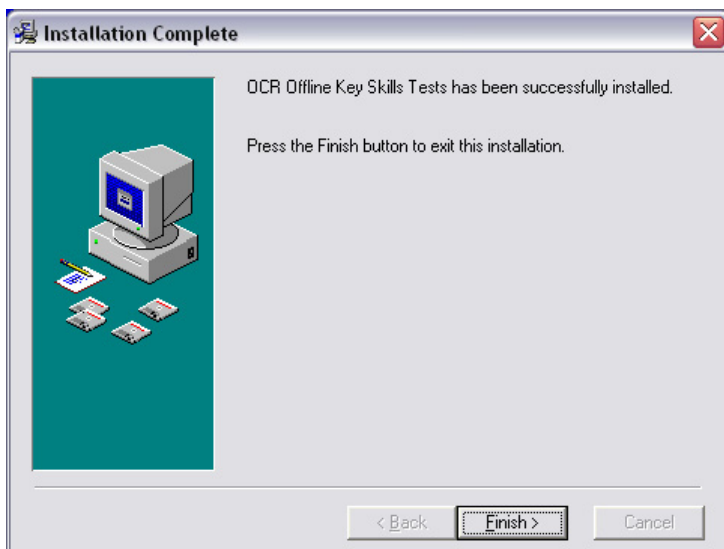 Installation Complete
OCR Offline Key Skills Tests has been successfully installed.
Press the Finish button to exit this installation.
< Back
Finish >
Cancel